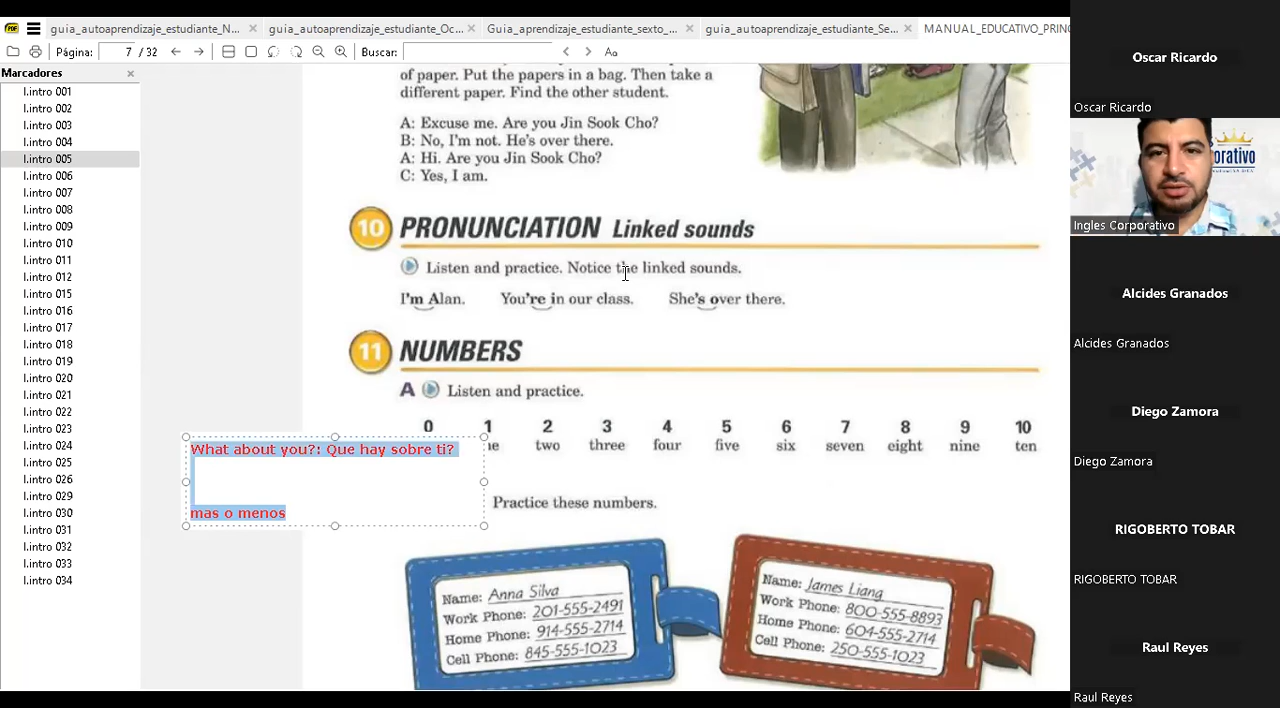 guia_autoaprendizaje_estudiante_N...
guia_autoaprendizaje_estudiante_Oc...
Guia_aprendizaje_estudiante_sexto_...
guia_autoaprendizaje_estudiante_Se...
MANUAL_EDUCATIVO_PRINC
Página: 7 / 32
Buscar:
Aa
Marcadores
I.intro 001
I.intro 002
I.intro 003
I.intro 004
I.intro 005
I.intro 006
I.intro 007
I.intro 008
I.intro 009
I.intro 010
I.intro 011
I.intro 012
I.intro 015
I.intro 016
I.intro 017
I.intro 018
I.intro 019
I.intro 020
I.intro 021
I.intro 022
I.intro 023
I.intro 024
I.intro 025
I.intro 026
I.intro 029
I.intro 030
I.intro 031
I.intro 032
I.intro 033
I.intro 034
of paper. Put the papers in a bag. Then take a
different paper. Find the other student.
A: Excuse me. Are you Jin Sook Cho?
B: No, I'm not. He's over there.
A: Hi. Are you Jin Sook Cho?
C: Yes, I am.
10 PRONUNCIATION Linked sounds
Listen and practice. Notice the linked sounds.
I'm Alan. You're in our class. She's over there.
11 NUMBERS
A Listen and practice.
0 1 2 3 4 5 6 7 8 9 10
ne two three four five six seven eight nine ten
What about you?: Que hay sobre ti?
mas o menos
Practice these numbers.
Name: Anna Silva
Work Phone: 201-555-2491
Home Phone: 914-555-2714
Cell Phone: 845-555-1023
Name: James Liang
Work Phone: 800-555-8893
Home Phone: 604-555-2714
Cell Phone: 250-555-1023
Oscar Ricardo
Oscar Ricardo
orativo
Ingles Corporativo
Alcides Granados
Alcides Granados
Diego Zamora
Diego Zamora
RIGOBERTO TOBAR
RIGOBERTO TOBAR
Raul Reyes
Raul Reyes